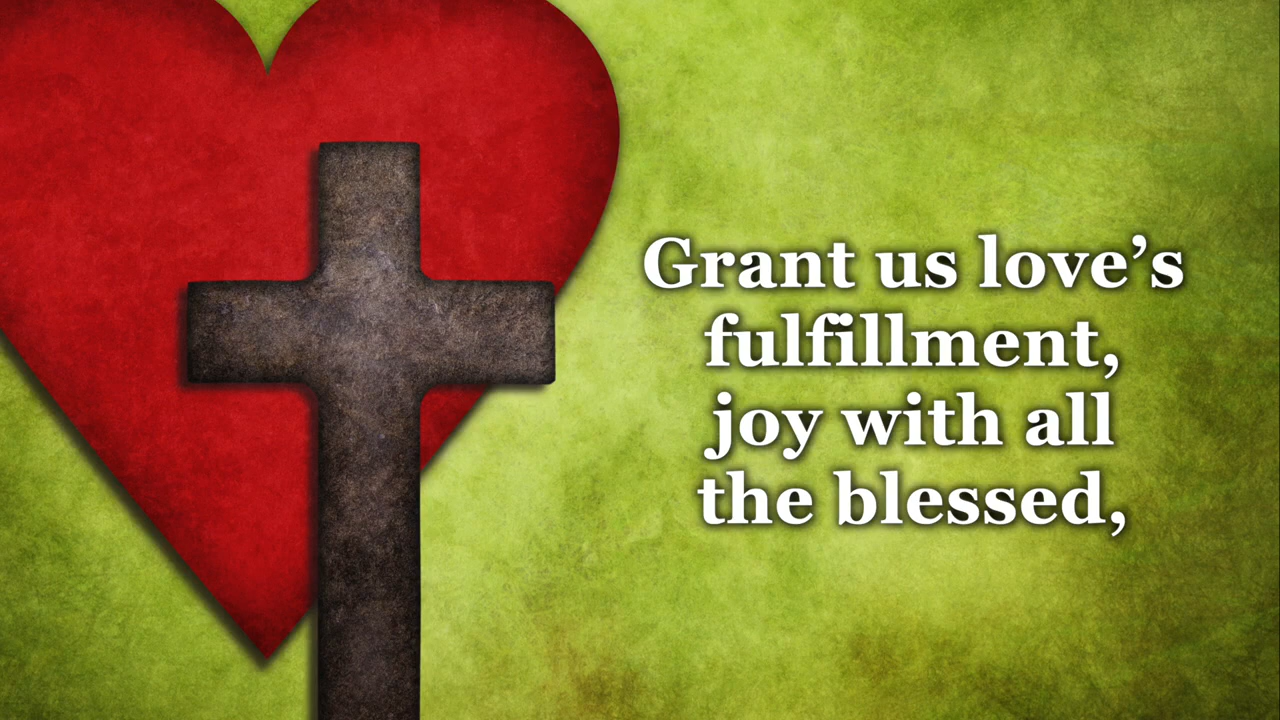 Grant us love’s
fulfillment,
joy with all
the blessed,